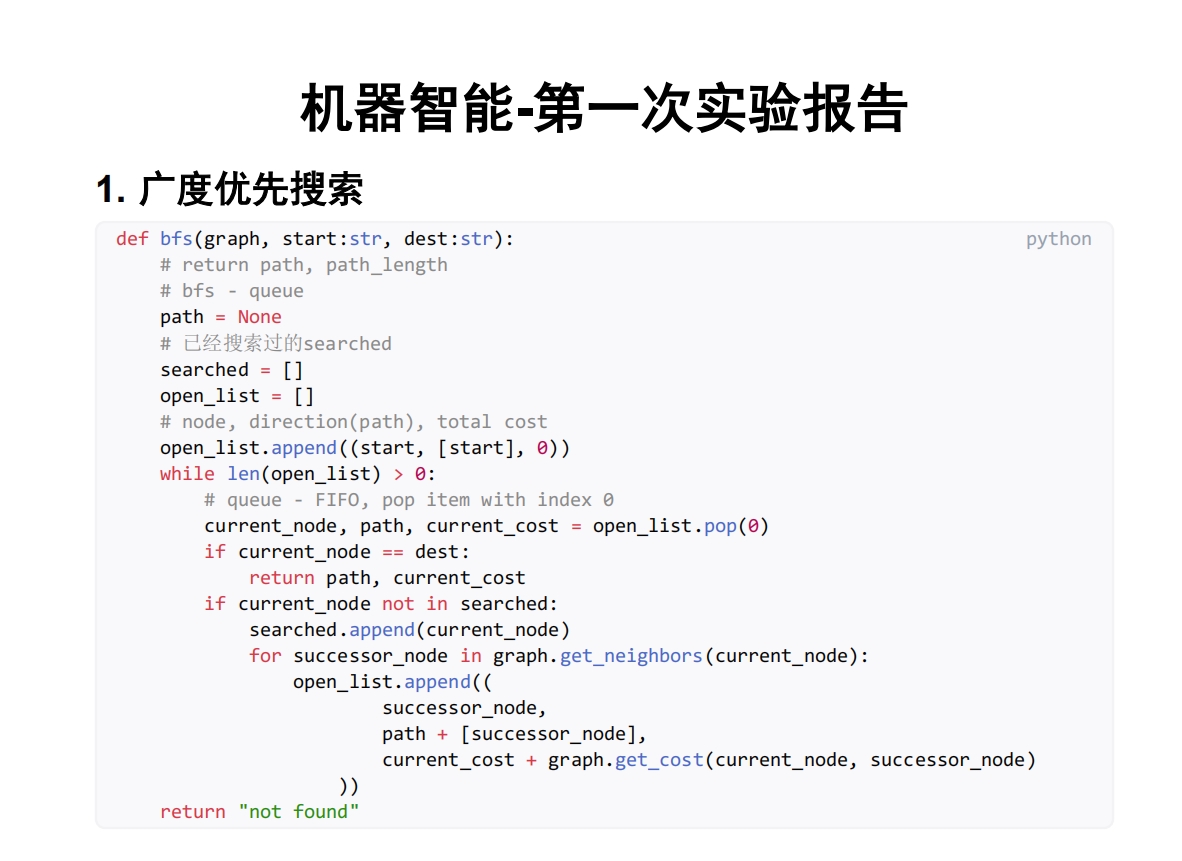 机器智能-第一次实验报告
1. 广度优先搜索
python
def bfs(graph, start:str, dest:str):
    # return path, path_length
    # bfs - queue
    path = None
    # 已经搜索过的searched
    searched = []
    open_list = []
    # node, direction(path), total cost
    open_list.append((start, [start], 0))
    while len(open_list) > 0:
        # queue - FIFO, pop item with index 0
        current_node, path, current_cost = open_list.pop(0)
        if current_node == dest:
            return path, current_cost
        if current_node not in searched:
            searched.append(current_node)
            for successor_node in graph.get_neighbors(current_node):
                open_list.append((
                        successor_node,
                        path + [successor_node],
                        current_cost + graph.get_cost(current_node, successor_node)
                    ))
    return "not found"